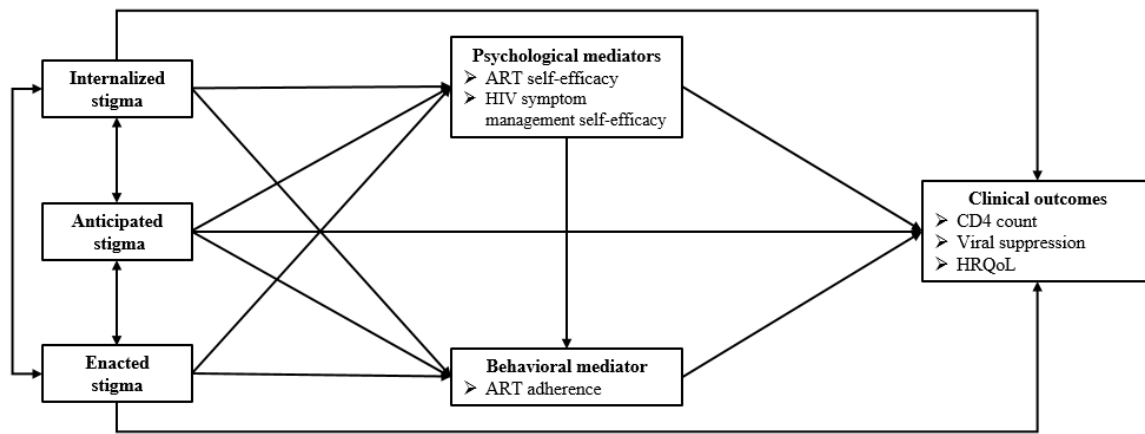 Internalized
stigma
Anticipated
stigma
Enacted
stigma
Psychological mediators
➢ ART self-efficacy
➢ HIV symptom
management self-efficacy
Behavioral mediator
➢ ART adherence
Clinical outcomes
➢ CD4 count
➢ Viral suppression
➢ HRQoL